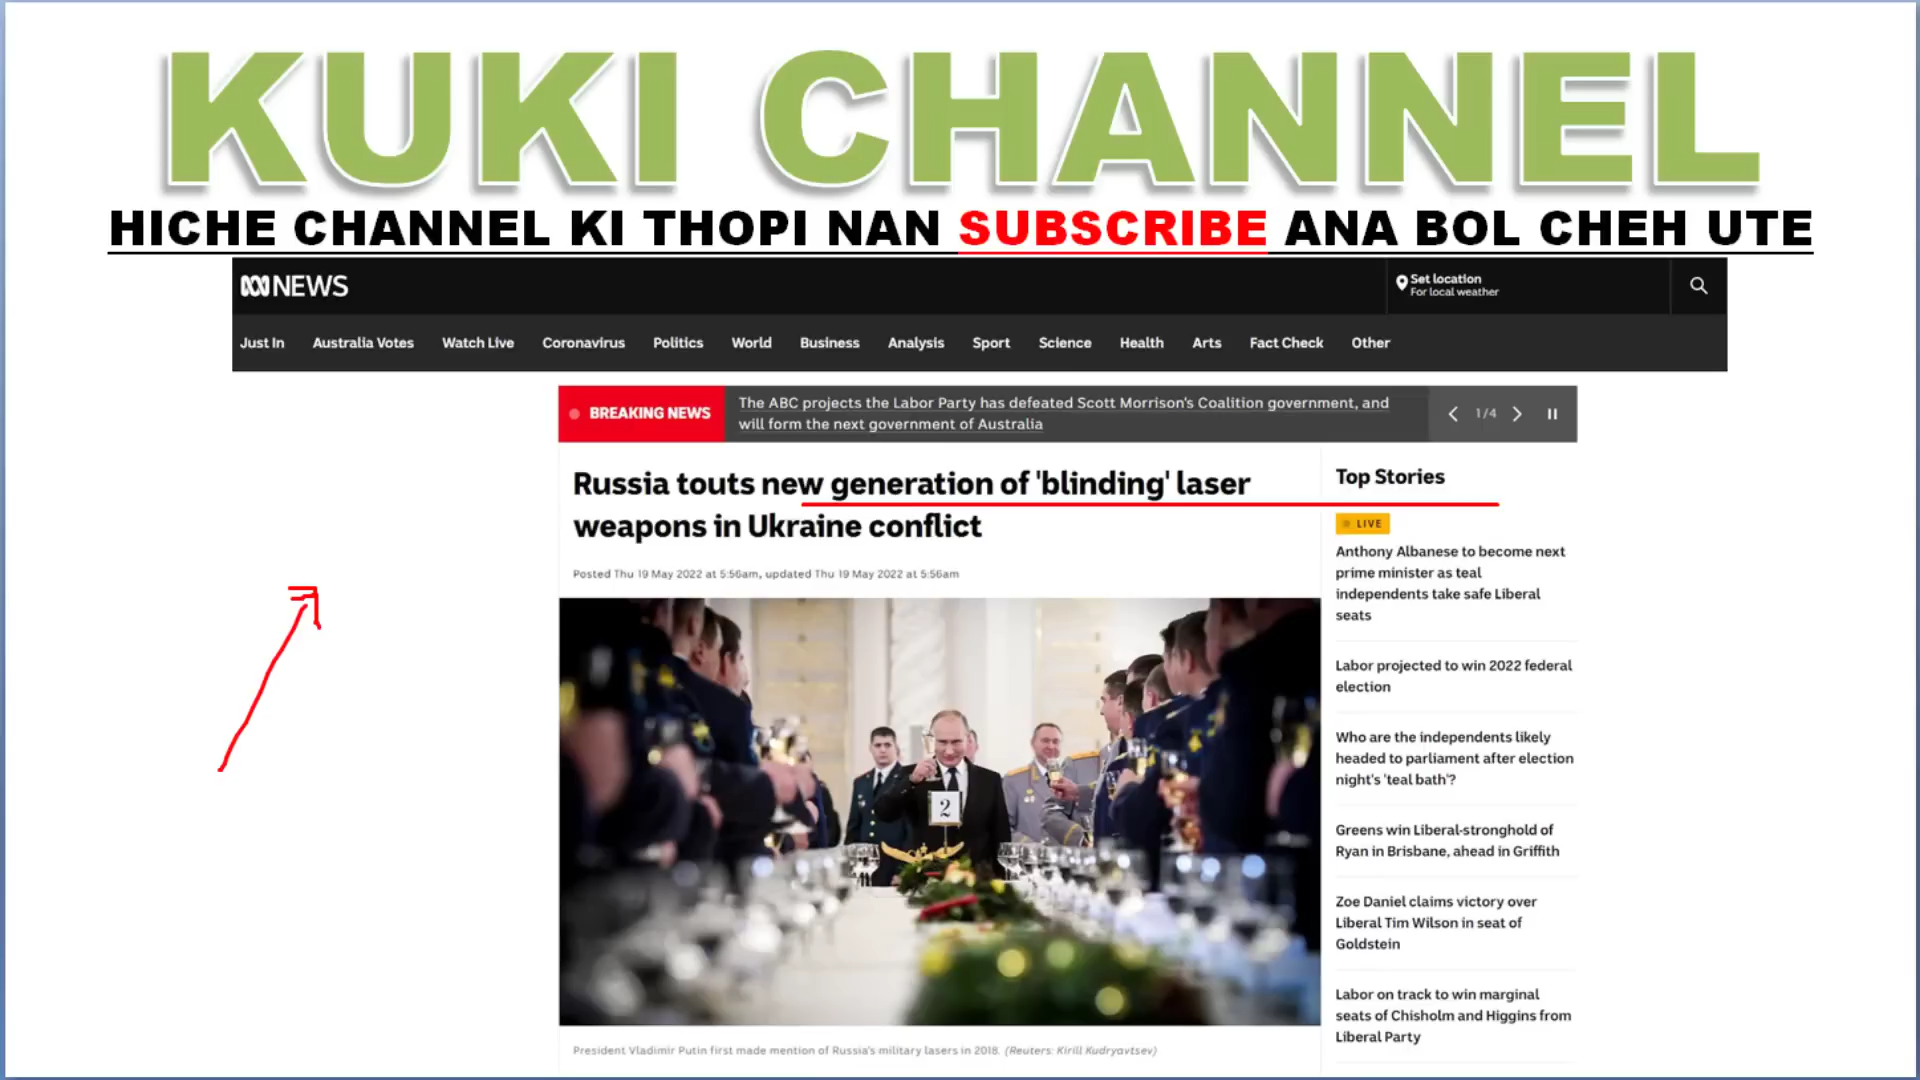 KUKI CHANNEL
HICHE CHANNEL KI THOPI NAN SUBSCRIBE ANA BOL CHEH UTE
NEWS
Set location
For local weather
Just In Australia Votes Watch Live Coronavirus Politics World Business Analysis Sport Science Health Arts Fact Check Other
BREAKING NEWS
The ABC projects the Labor Party has defeated Scott Morrison's Coalition government, and
will form the next government of Australia
1/4
Russia touts new generation of 'blinding' laser
weapons in Ukraine conflict
Posted Thu 19 May 2022 at 5:56am, updated Thu 19 May 2022 at 5:56am
2
President Vladimir Putin first made mention of Russia's military lasers in 2018. (Reuters: Kirill Kudryavtsev)
Top Stories
LIVE
Anthony Albanese to become next
prime minister as teal
independents take safe Liberal
seats
Labor projected to win 2022 federal
election
Who are the independents likely
headed to parliament after election
night's 'teal bath'?
Greens win Liberal-stronghold of
Ryan in Brisbane, ahead in Griffith
Zoe Daniel claims victory over
Liberal Tim Wilson in seat of
Goldstein
Labor on track to win marginal
seats of Chisholm and Higgins from
Liberal Party